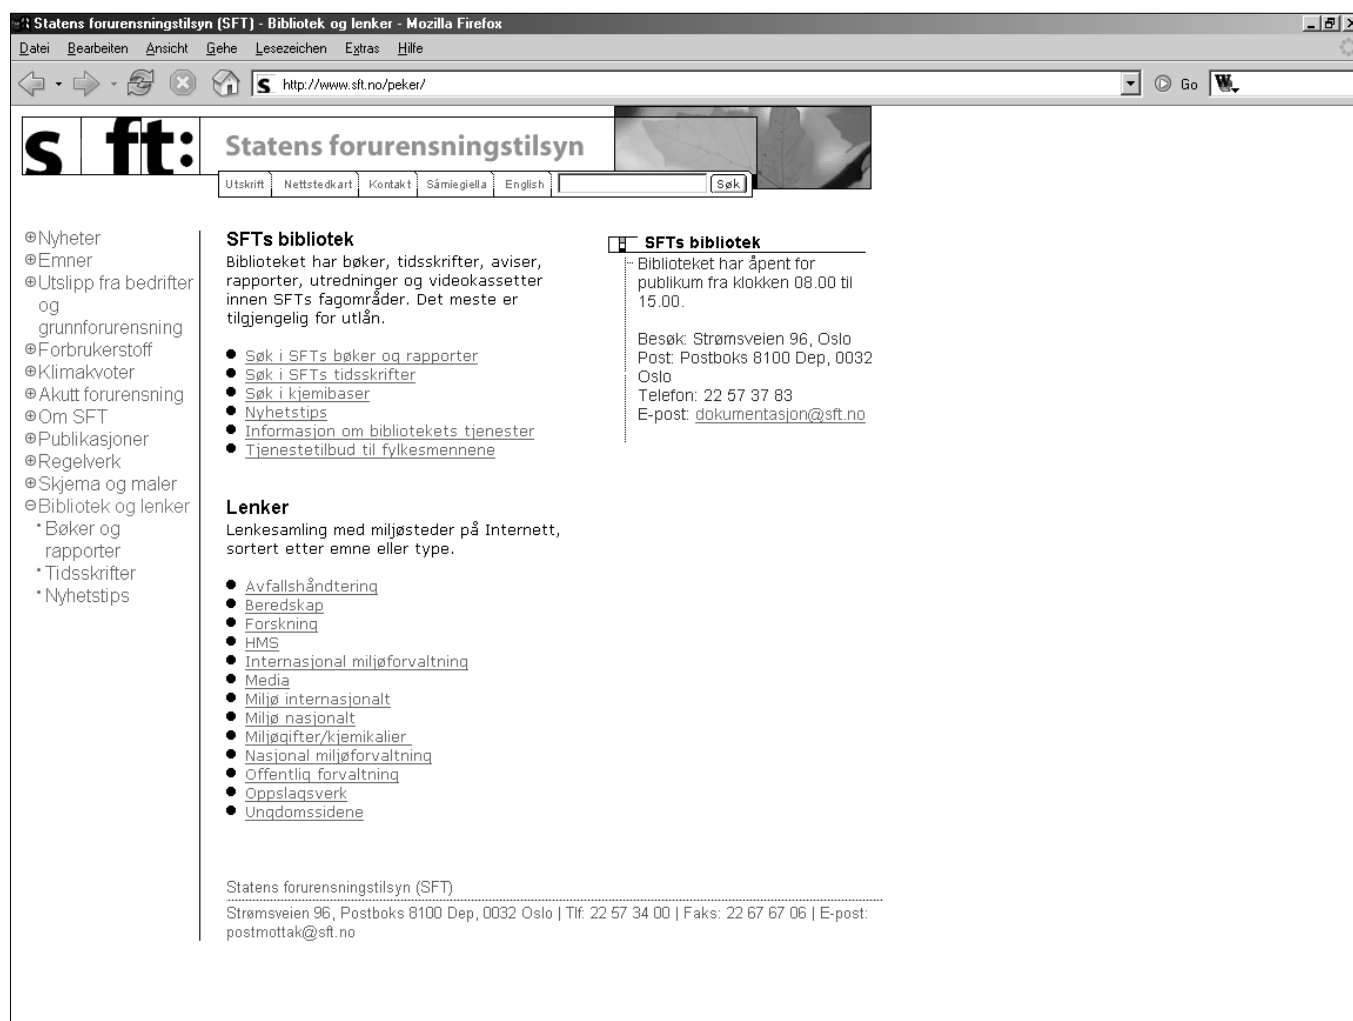 Statens forurensningstilsyn (SFT) - Bibliotek og lenker - Mozilla Firefox
Datei Bearbeiten Ansicht Gehe Lesezeichen Extras Hilfe
http://www.sft.no/peker/ Go
s ft: Statens forurensningstilsyn
Utskrift Nettstedkart Kontakt Sámiegiella English Søk
Nyheter
Emner
Utslipp fra bedrifter
og
grunnforurensning
Forbrukerstoff
Klimakvoter
Akutt forurensning
Om SFT
Publikasjoner
Regelverk
Skjema og maler
Bibliotek og lenker
Bøker og
rapporter
Tidsskrifter
Nyhetstips
SFTs bibliotek
Biblioteket har bøker, tidsskrifter, aviser,
rapporter, utredninger og videokassetter
innen SFTs fagområder. Det meste er
tilgjengelig for utlån.
Søk i SFTs bøker og rapporter
Søk i SFTs tidsskrifter
Søk i kjemibaser
Nyhetstips
Informasjon om bibliotekets tjenester
Tjenestetilbud til fylkesmennene
Lenker
Lenkesamling med miljøsteder på Internett,
sortert etter emne eller type.
Avfallshåndtering
Beredskap
Forskning
HMS
Internasjonal miljøforvaltning
Media
Miljø internasjonalt
Miljø nasjonalt
Miljøgifter/kjemikalier
Nasjonal miljøforvaltning
Offentlig forvaltning
Oppslagsverk
Ungdomssidene
SFTs bibliotek
Biblioteket har åpent for
publikum fra klokken 08.00 til
15.00.
Besøk: Strømsveien 96, Oslo
Post: Postboks 8100 Dep, 0032
Oslo
Telefon: 22 57 37 83
E-post: dokumentasjon@sft.no
Statens forurensningstilsyn (SFT)
Strømsveien 96, Postboks 8100 Dep, 0032 Oslo | Tlf: 22 57 34 00 | Faks: 22 67 67 06 | E-post:
postmottak@sft.no